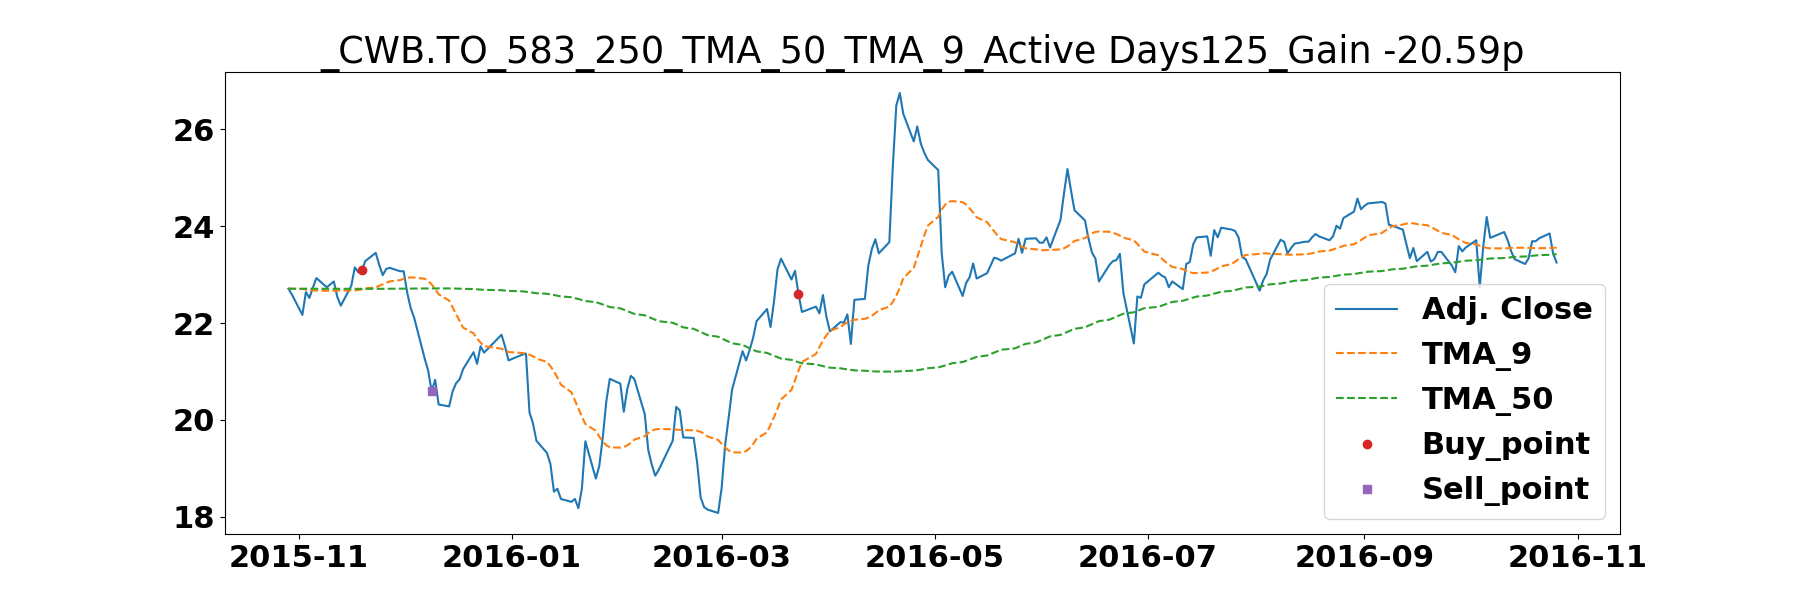 _CWB.TO_583_250_TMA_50_TMA_9_Active Days125_Gain -20.59p
26
24
22
20
18
2015-11 2016-01 2016-03 2016-05 2016-07 2016-09 2016-11
Adj. Close
TMA_9
TMA_50
Buy_point
Sell_point